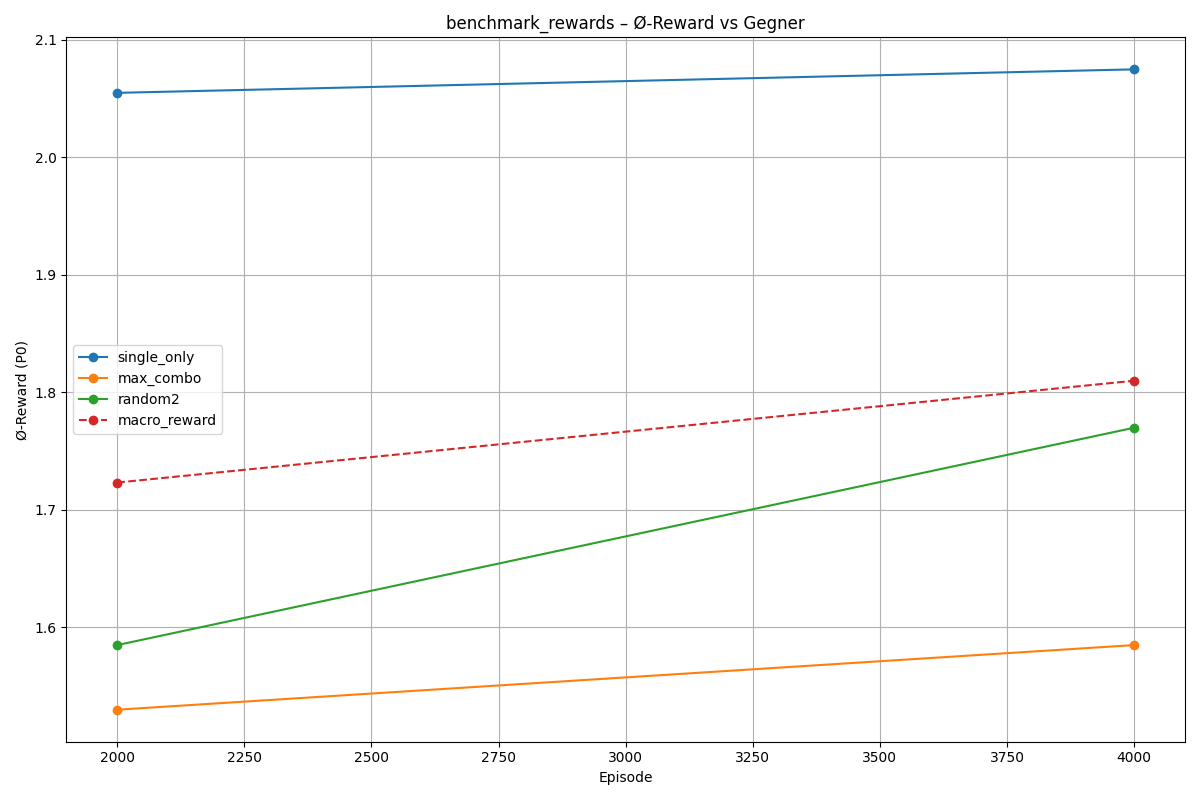 benchmark_rewards – Ø-Reward vs Gegner
2.1
2.0
1.9
1.8
1.7
1.6
Ø-Reward (P0)
single_only
max_combo
random2
macro_reward
2000 2250 2500 2750 3000 3250 3500 3750 4000
Episode